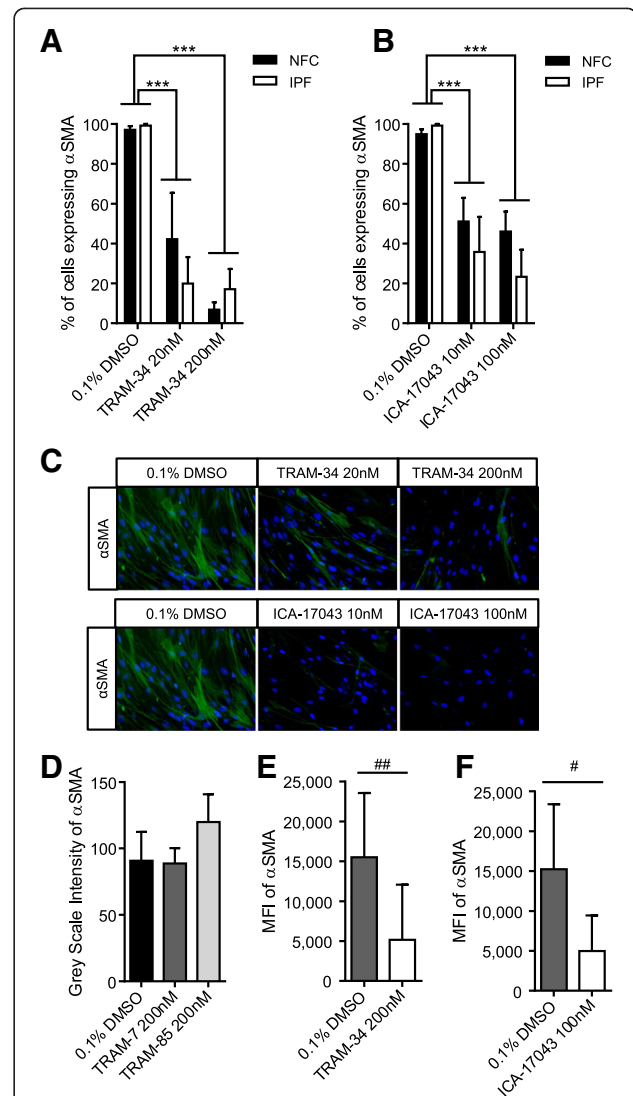 A
***
***
NFC
IPF
% of cells expressing αSMA
100
80
60
40
20
0
0.1% DMSO
TRAM-34 20nM
TRAM-34 200nM
B
***
***
NFC
IPF
% of cells expressing αSMA
100
80
60
40
20
0
0.1% DMSO
ICA-17043 10nM
ICA-17043 100nM
C
0.1% DMSO
TRAM-34 20nM
TRAM-34 200nM
αSMA
0.1% DMSO
ICA-17043 10nM
ICA-17043 100nM
αSMA
D
Grey Scale Intensity of αSMA
150
100
50
0
0.1% DMSO
TRAM-7 200nM
TRAM-85 200nM
E
##
MFI of αSMA
25,000
20,000
15,000
10,000
5,000
0
0.1% DMSO
TRAM-34 200nM
F
#
MFI of αSMA
25,000
20,000
15,000
10,000
5,000
0
0.1% DMSO
ICA-17043 100nM